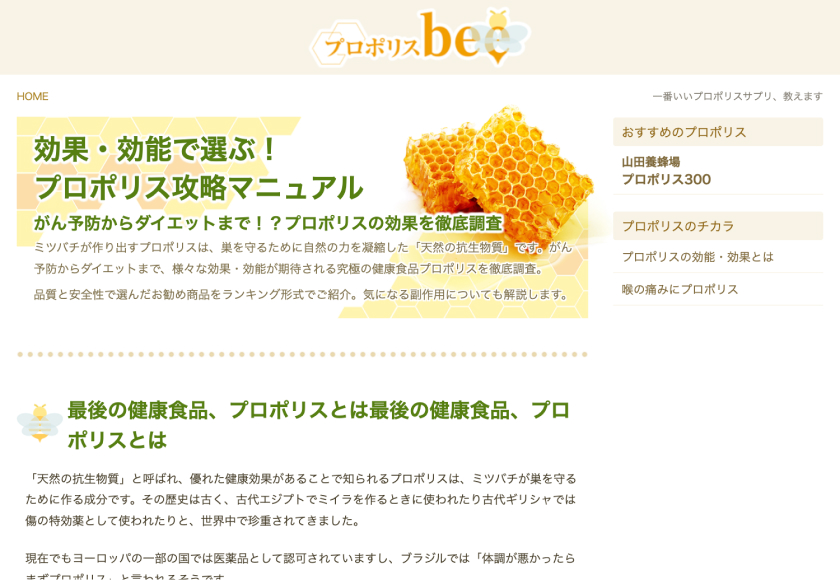 プロポリスbee
HOME
一番いいプロポリスサプリ、教えます
効果・効能で選ぶ！
プロポリス攻略マニュアル
がん予防からダイエットまで！？プロポリスの効果を徹底調査
ミツバチが作り出すプロポリスは、巣を守るために自然の力を凝縮した「天然の抗生物質」です。がん
予防からダイエットまで、様々な効果・効能が期待される究極の健康食品プロポリスを徹底調査。
品質と安全性で選んだお勧め商品をランキング形式でご紹介。気になる副作用についても解説します。
おすすめのプロポリス
山田養蜂場
プロポリス300
プロポリスのチカラ
プロポリスの効能・効果とは
喉の痛みにプロポリス
最後の健康食品、プロポリスとは最後の健康食品、プロ
ポリスとは
「天然の抗生物質」と呼ばれ、優れた健康効果があることで知られるプロポリスは、ミツバチが巣を守る
ために作る成分です。その歴史は古く、古代エジプトでミイラを作るときに使われたり古代ギリシャでは
傷の特効薬として使われたりと、世界中で珍重されてきました。
現在でもヨーロッパの一部の国では医薬品として認可されていますし、ブラジルでは「体調が悪かったら
まずプロポリス」と言われるそうです。